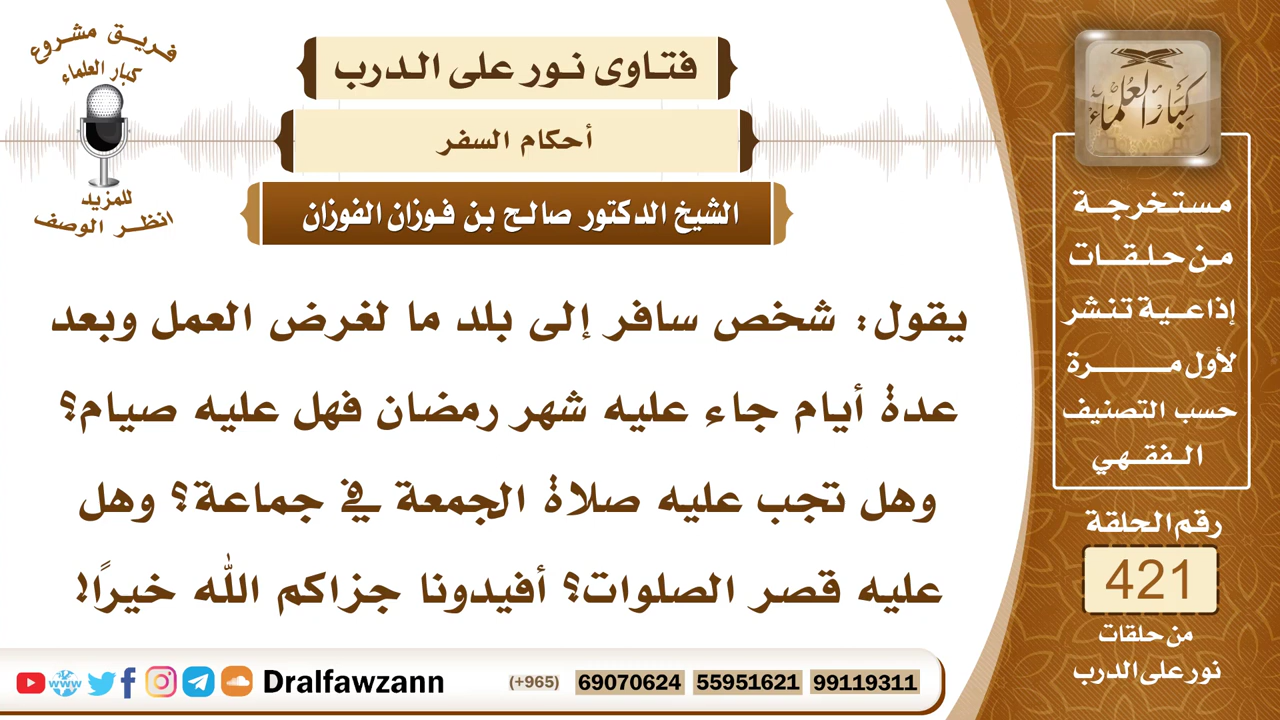 فريق مشروع
كبار العلماء
للمزيد
انظر الوصف
فتاوى نور على الدرب
أحكام السفر
الشيخ الدكتور صالح بن فوزان الفوزان
يقول: شخص سافر إلى بلد ما لغرض العمل وبعد
عدة أيام جاء عليه شهر رمضان فهل عليه صيام؟
وهل تجب عليه صلاة الجمعة في جماعة؟ وهل
عليه قصر الصلوات؟ أفيدونا جزاكم الله خيرًا!
كبار العلماء
مستخرجة
من حلقات
إذاعية تنشر
لأول مرة
حسب التصنيف
الفقهي
رقم الحلقة
421
من حلقات
نور على الدرب
www Dralfawzann (+965) 69070624 55951621 99119311